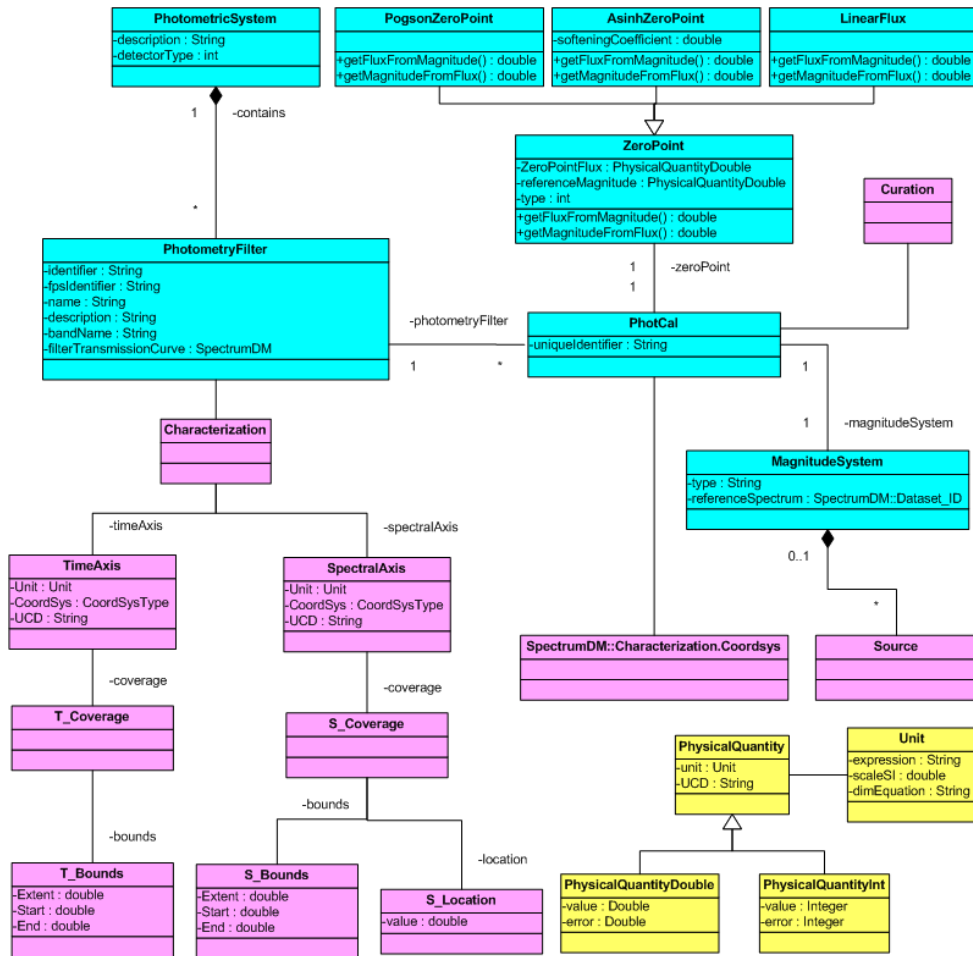 PhotometricSystem
-description : String
-detectorType : int
PogsonZeroPoint
+getFluxFromMagnitude() : double
+getMagnitudeFromFlux() : double
AsinhZeroPoint
-softeningCoefficient : double
+getFluxFromMagnitude() : double
+getMagnitudeFromFlux() : double
LinearFlux
+getFluxFromMagnitude() : double
+getMagnitudeFromFlux() : double
1
-contains
*
ZeroPoint
-ZeroPointFlux : PhysicalQuantityDouble
-referenceMagnitude : PhysicalQuantityDouble
-type : int
+getFluxFromMagnitude() : double
+getMagnitudeFromFlux() : double
Curation
PhotometryFilter
-identifier : String
-fpsIdentifier : String
-name : String
-description : String
-bandName : String
-filterTransmissionCurve : SpectrumDM
1
-zeroPoint
1
-photometryFilter
1
*
PhotCal
-uniqueIdentifier : String
1
1
-magnitudeSystem
Characterization
MagnitudeSystem
-type : String
-referenceSpectrum : SpectrumDM::Dataset_ID
-timeAxis
-spectralAxis
0..1
*
TimeAxis
-Unit : Unit
-CoordSys : CoordSysType
-UCD : String
SpectralAxis
-Unit : Unit
-CoordSys : CoordSysType
-UCD : String
SpectrumDM::Characterization.Coordsys
Source
-coverage
-coverage
T_Coverage
S_Coverage
PhysicalQuantity
-unit : Unit
-UCD : String
Unit
-expression : String
-scaleSI : double
-dimEquation : String
-bounds
-bounds
-location
T_Bounds
-Extent : double
-Start : double
-End : double
S_Bounds
-Extent : double
-Start : double
-End : double
S_Location
-value : double
PhysicalQuantityDouble
-value : Double
-error : Double
PhysicalQuantityInt
-value : Integer
-error : Integer